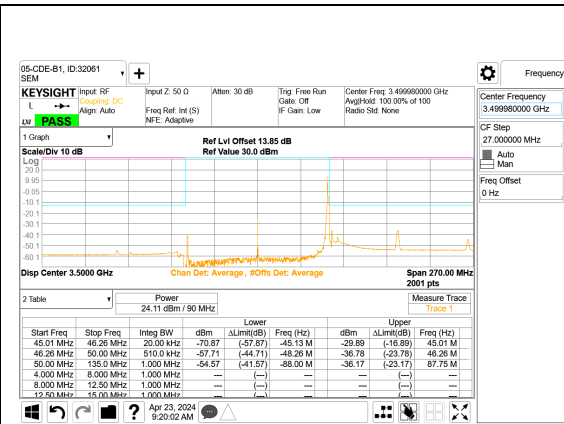 05-CDE-B1, ID:32061
SEM
Frequency
KEYSIGHT Input: RF Input Z: 50 Ω Atten: 30 dB Trig: Free Run Center Freq: 3.499980000 GHz
L Coupling: DC Gate: Off Avg|Hold: 100.00% of 100
Align: Auto Freq Ref: Int (S) IF Gain: Low Radio Std: None
LXI PASS NFE: Adaptive
Center Frequency
3.499980000 GHz
CF Step
27.000000 MHz
Auto
Man
Freq Offset
0 Hz
1 Graph
Ref Lvl Offset 13.85 dB
Scale/Div 10 dB Ref Value 30.0 dBm
Log
20.0
9.95
-0.05
-10.1
-20.1
-30.1
-40.1
-50.1
-60.1
Disp Center 3.5000 GHz Chan Det: Average , #Offs Det: Average Span 270.00 MHz
2001 pts
2 Table Power Measure Trace
24.11 dBm / 90 MHz Trace 1
Lower Upper
Start Freq Stop Freq Integ BW dBm ΔLimit(dB) Freq (Hz) dBm ΔLimit(dB) Freq (Hz)
45.01 MHz 46.26 MHz 20.00 kHz -70.87 (-57.87) -45.13 M -29.89 (-16.89) 45.01 M
46.26 MHz 50.00 MHz 510.0 kHz -57.71 (-44.71) -48.26 M -36.78 (-23.78) 46.26 M
50.00 MHz 135.0 MHz 1.000 MHz -54.57 (-41.57) -88.00 M -36.17 (-23.17) 87.75 M
4.000 MHz 8.000 MHz 1.000 MHz --- (---) --- --- (---) ---
8.000 MHz 12.50 MHz 1.000 MHz --- (---) --- --- (---) ---
12.50 MHz 15.00 MHz 1.000 MHz --- (---) --- --- (---) ---
? Apr 23, 2024
9:20:02 AM